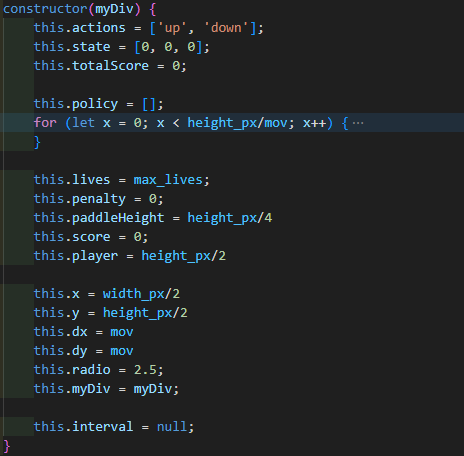 constructor(myDiv) {
this.actions = ['up', 'down'];
this.state = [0, 0, 0];
this.totalScore = 0;
this.policy = [];
for (let x = 0; x < height_px/mov; x++) {⋯
}
this.lives = max_lives;
this.penalty = 0;
this.paddleHeight = height_px/4
this.score = 0;
this.player = height_px/2
this.x = width_px/2
this.y = height_px/2
this.dx = mov
this.dy = mov
this.radio = 2.5;
this.myDiv = myDiv;
this.interval = null;
}